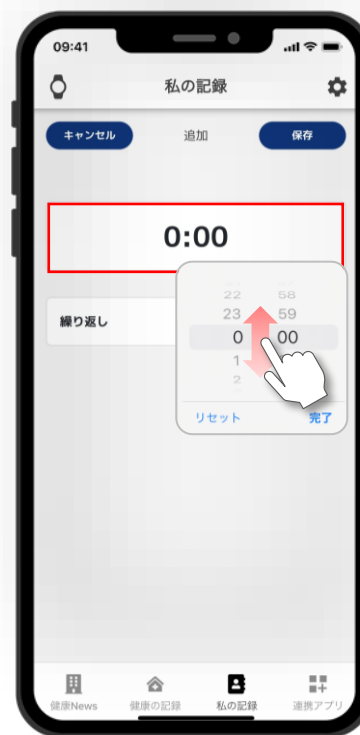 09:41
私の記録
キャンセル 追加 保存
0:00
22 58
23 59
0 00
1
2
繰り返し
リセット 完了
健康News 健康の記録 私の記録 連携アプリ